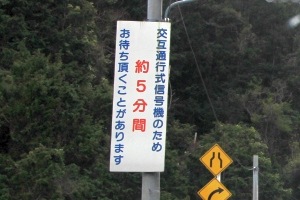 交互通行式信号機のため
約５分間
お待ち頂くことがあります